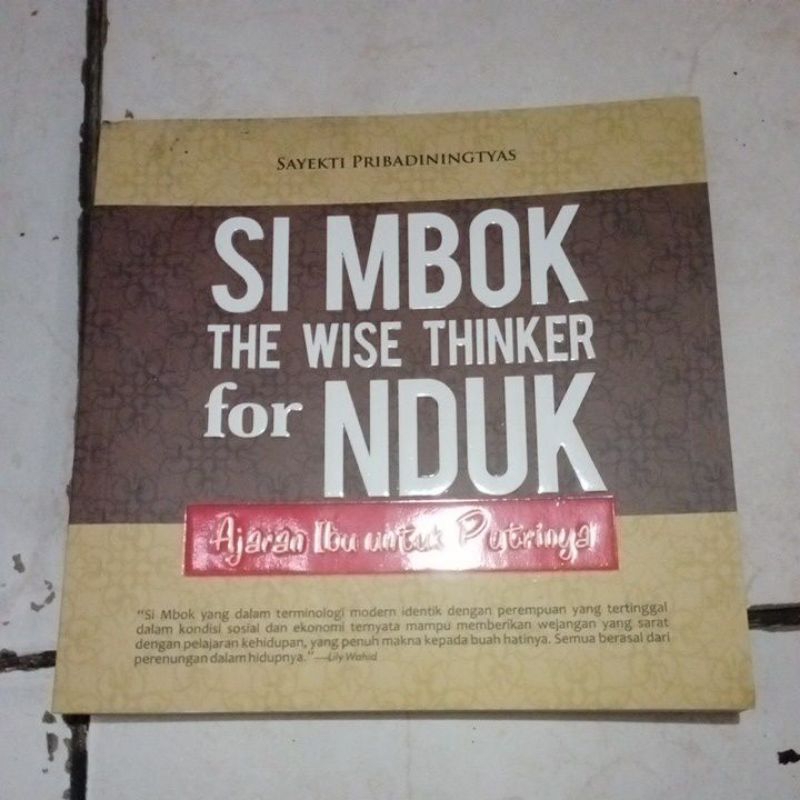 SAYEKTI PRIBADININGTYAS
SI MBOK
THE WISE THINKER
for NDUK
Ajaran Ibu untuk Putrinya
"Si Mbok yang dalam terminologi modern identik dengan perempuan yang tertinggal
dalam kondisi sosial dan ekonomi ternyata mampu memberikan wejangan yang sarat
dengan pelajaran kehidupan, yang penuh makna kepada buah hatinya. Semua berasal dari
perenungan dalam hidupnya."—Lily Wahid